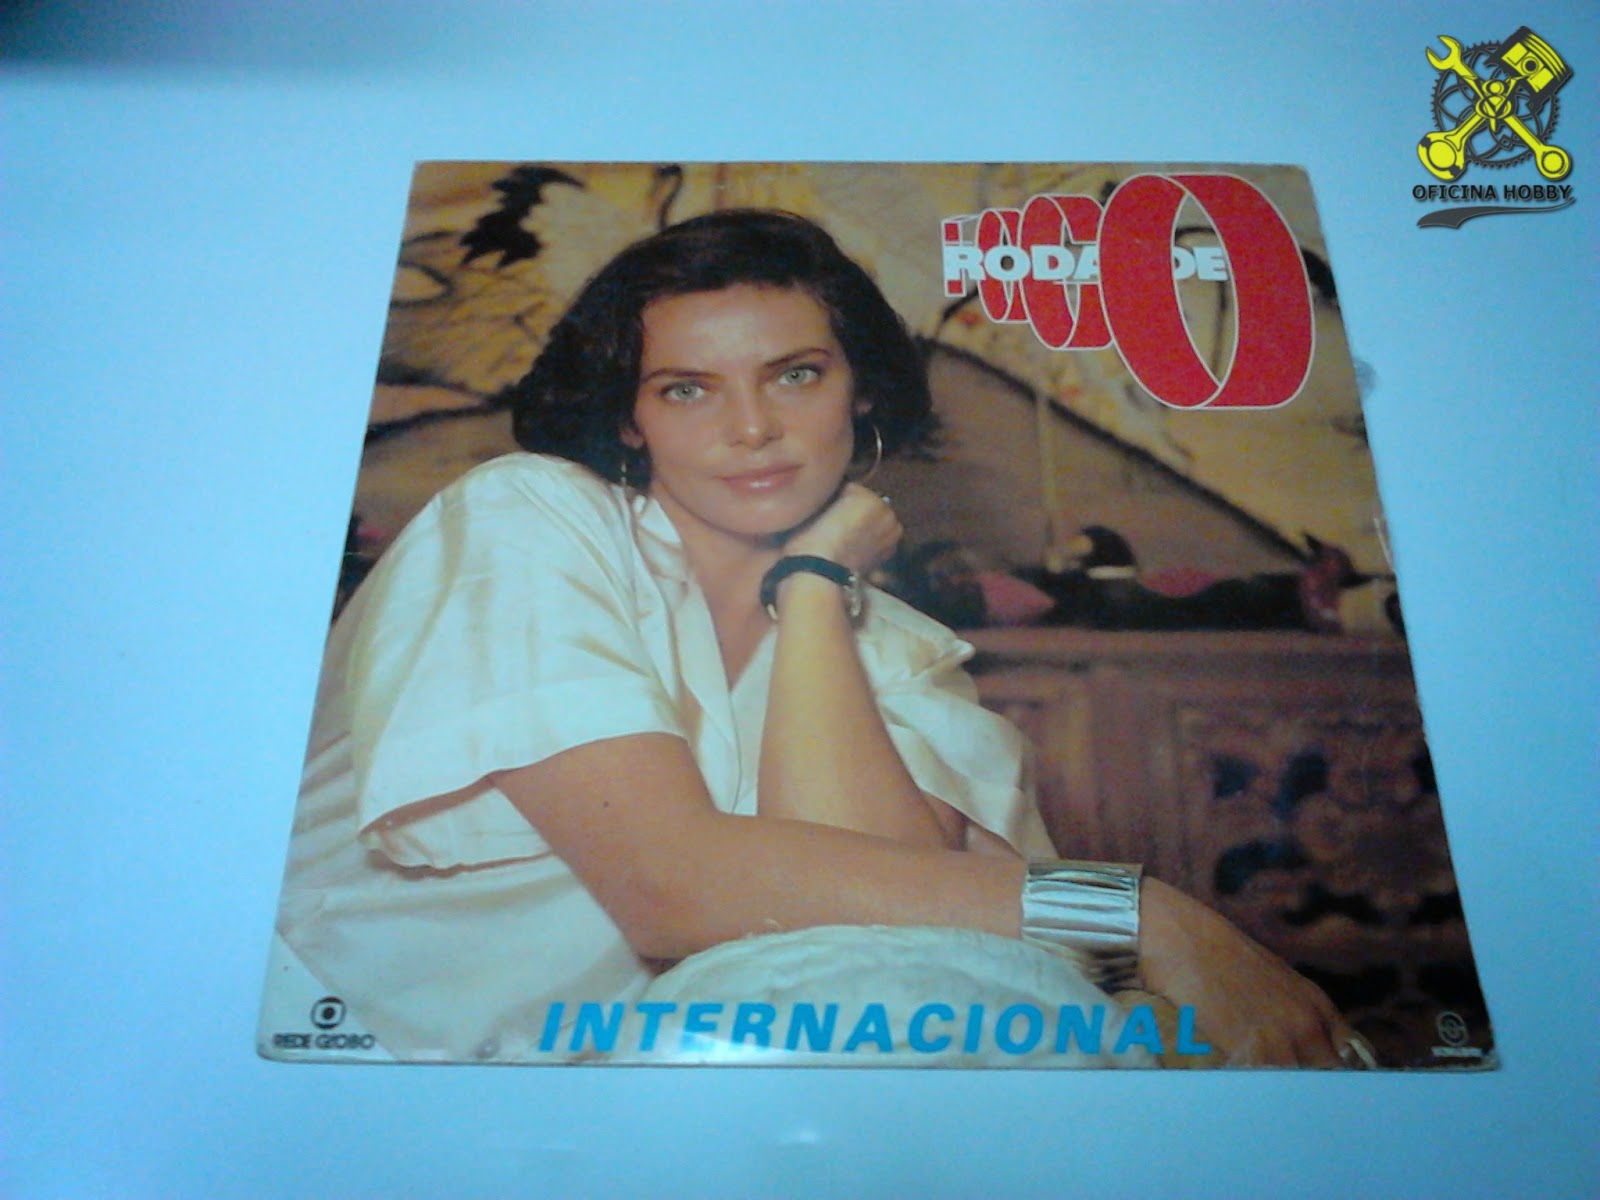 OFICINA HOBBY
RODA DE
FOGO
INTERNACIONAL
REDE GLOBO